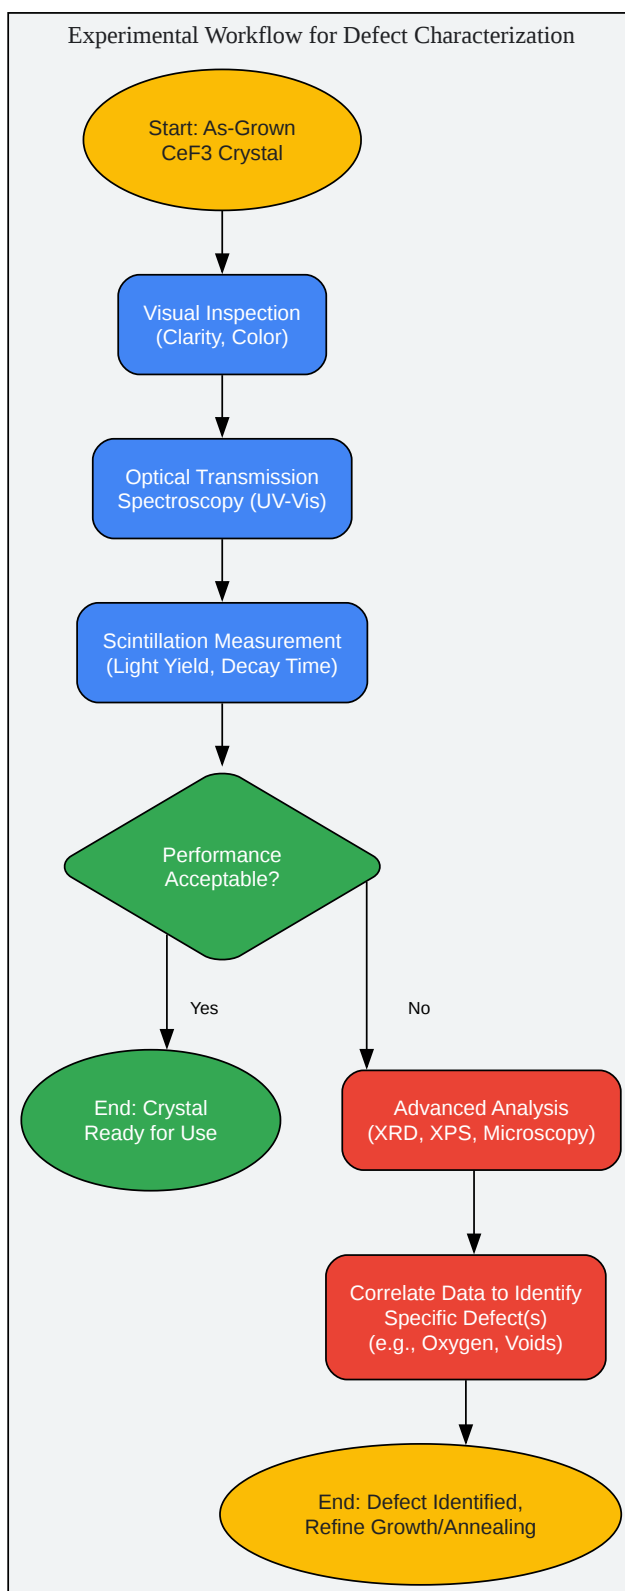 Experimental Workflow for Defect Characterization
Start: As-Grown
CeF3 Crystal
Visual Inspection
(Clarity, Color)
Optical Transmission
Spectroscopy (UV-Vis)
Scintillation Measurement
(Light Yield, Decay Time)
Performance
Acceptable?
Yes
No
End: Crystal
Ready for Use
Advanced Analysis
(XRD, XPS, Microscopy)
Correlate Data to Identify
Specific Defect(s)
(e.g., Oxygen, Voids)
End: Defect Identified,
Refine Growth/Annealing